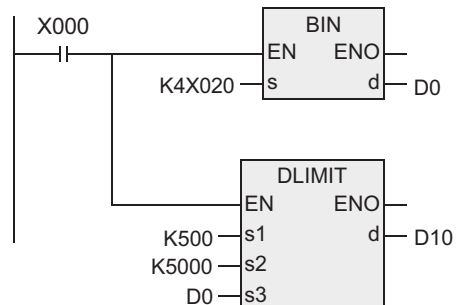 X000
BIN
EN ENO
K4X020 s d D0
DLIMIT
EN ENO
K500 s1 d D10
K5000 s2
D0 s3